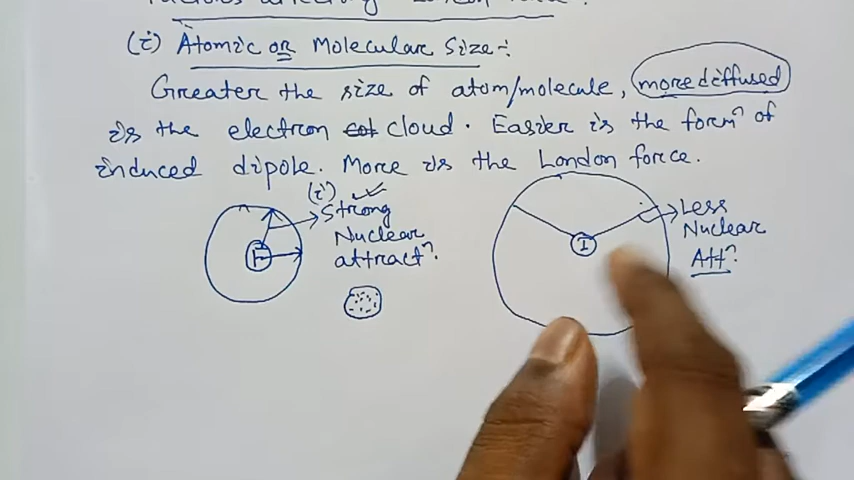 (i) Atomic or Molecular Size :-
Greater the size of atom/molecule, more diffused
is the electron cloud. Easier is the formⁿ of
induced dipole. More is the London force.
(i)
Strong
Nuclear
attractⁿ.
F
I
Less
Nuclear
Attⁿ.